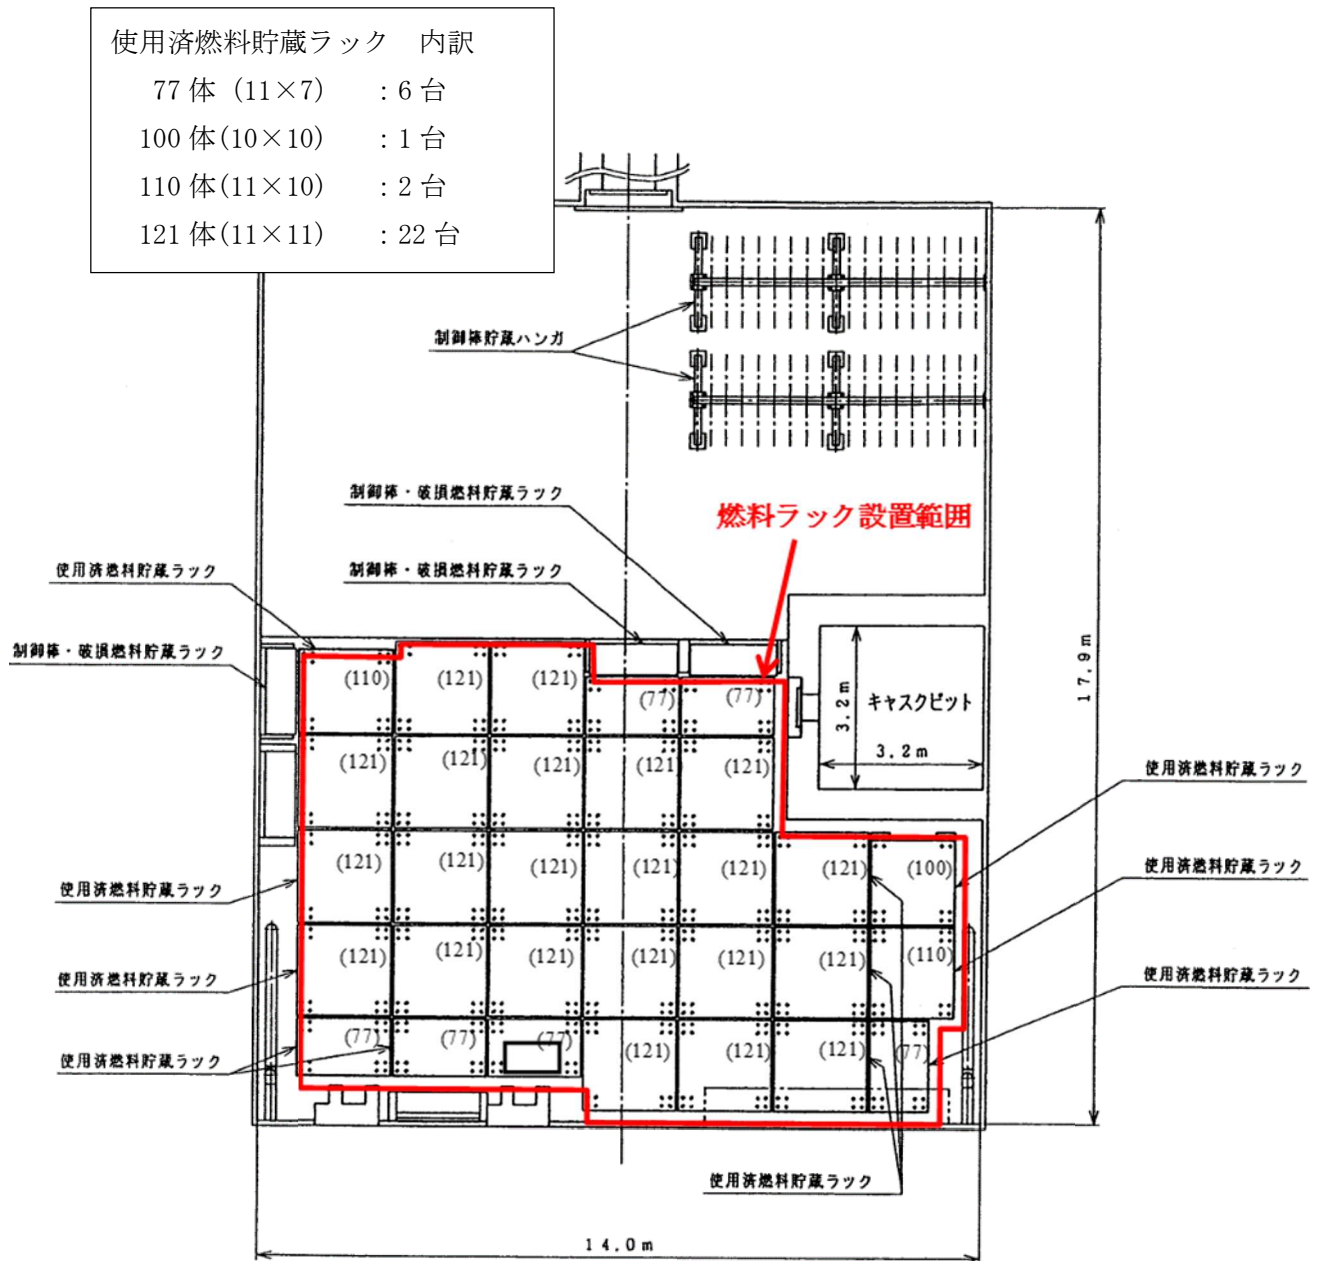 使用済燃料貯蔵ラック　内訳
77体 (11×7)　：6台
100体(10×10)　：1台
110体(11×10)　：2台
121体(11×11)　：22台
制御棒貯蔵ハンガ
制御棒・破損燃料貯蔵ラック
燃料ラック設置範囲
使用済燃料貯蔵ラック
制御棒・破損燃料貯蔵ラック
制御棒・破損燃料貯蔵ラック
17.9m
3.2m
キャスクピット
3.2m
(110) (121) (121) (77) (77)
(121) (121) (121) (121) (121)
使用済燃料貯蔵ラック
(121) (121) (121) (121) (121) (121) (100)
使用済燃料貯蔵ラック
使用済燃料貯蔵ラック
(121) (121) (121) (121) (121) (121) (110)
使用済燃料貯蔵ラック
使用済燃料貯蔵ラック
(77) (77) (77) (121) (121) (121) (77)
使用済燃料貯蔵ラック
使用済燃料貯蔵ラック
14.0m